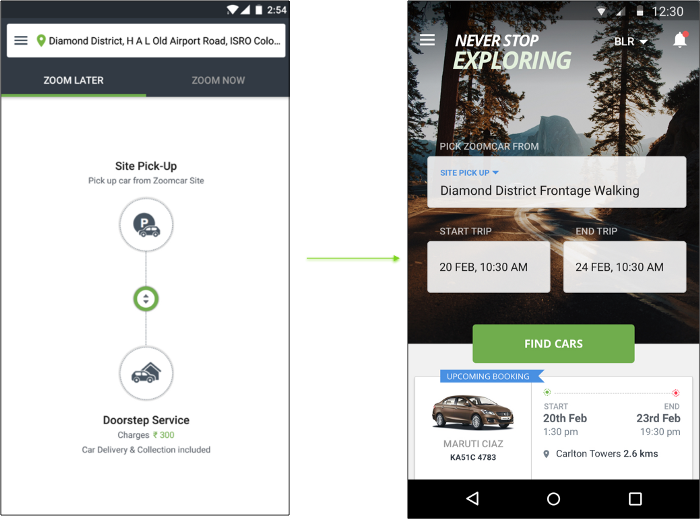 2:54
Diamond District, H A L Old Airport Road, ISRO Colo...
ZOOM LATER
ZOOM NOW
Site Pick-Up
Pick up car from Zoomcar Site
P
Doorstep Service
Charges ₹ 300
Car Delivery & Collection included
12:30
NEVER STOP
EXPLORING
BLR
PICK ZOOMCAR FROM
SITE PICK UP
Diamond District Frontage Walking
START TRIP
END TRIP
20 FEB, 10:30 AM
24 FEB, 10:30 AM
FIND CARS
UPCOMING BOOKING
START
END
20th Feb
23rd Feb
1:30 pm
19:30 pm
MARUTI CIAZ
KA51C 4783
Carlton Towers 2.6 kms